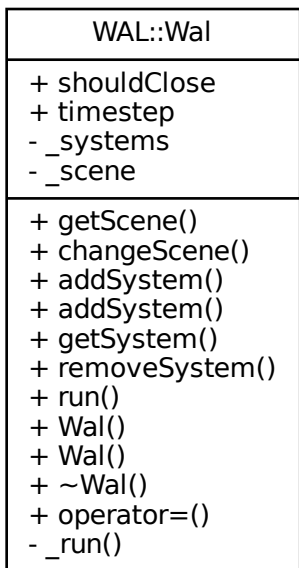 WAL::Wal
+ shouldClose
+ timestep
- _systems
- _scene
+ getScene()
+ changeScene()
+ addSystem()
+ addSystem()
+ getSystem()
+ removeSystem()
+ run()
+ Wal()
+ Wal()
+ ~Wal()
+ operator=()
- _run()